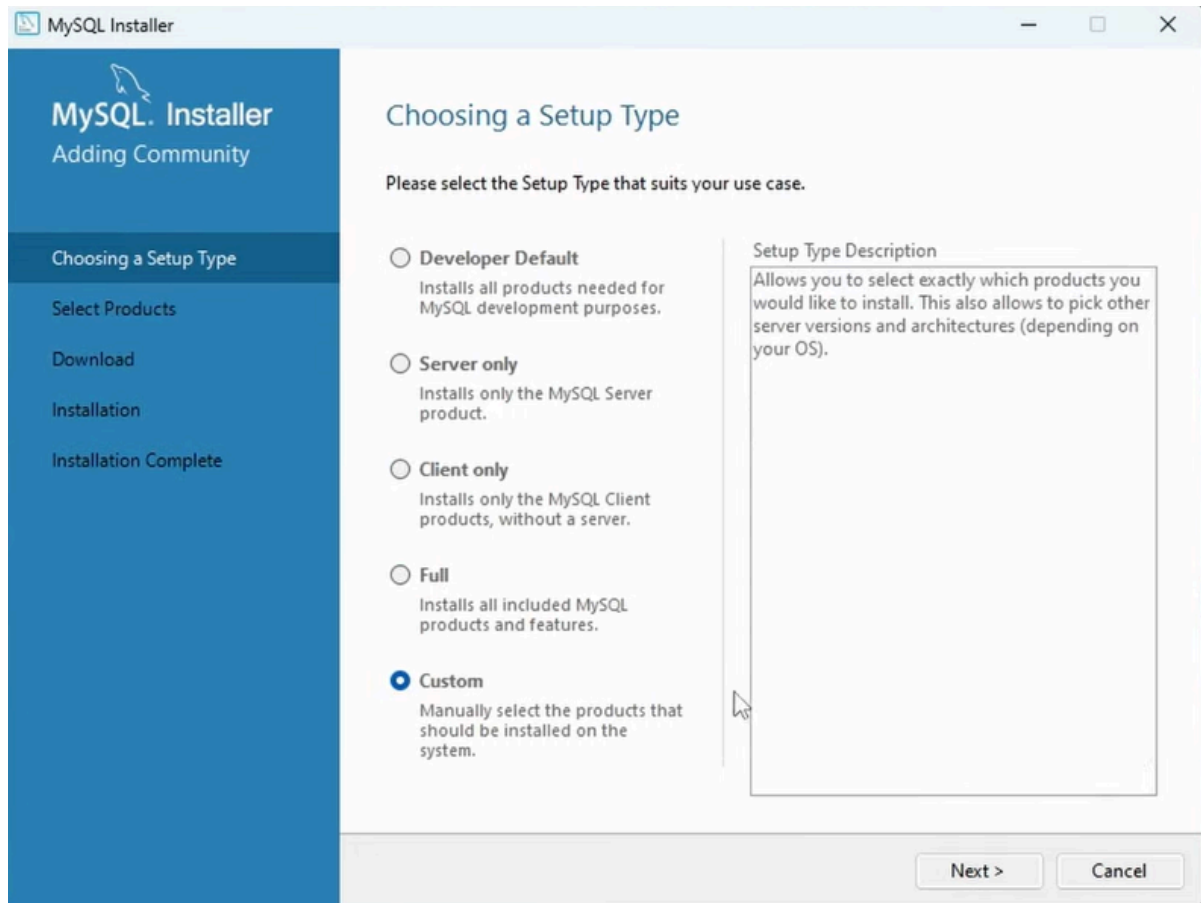 MySQL Installer
MySQL. Installer
Adding Community
Choosing a Setup Type
Select Products
Download
Installation
Installation Complete
Choosing a Setup Type
Please select the Setup Type that suits your use case.
Developer Default
Installs all products needed for
MySQL development purposes.
Server only
Installs only the MySQL Server
product.
Client only
Installs only the MySQL Client
products, without a server.
Full
Installs all included MySQL
products and features.
Custom
Manually select the products that
should be installed on the
system.
Setup Type Description
Allows you to select exactly which products you
would like to install. This also allows to pick other
server versions and architectures (depending on
your OS).
Next >
Cancel